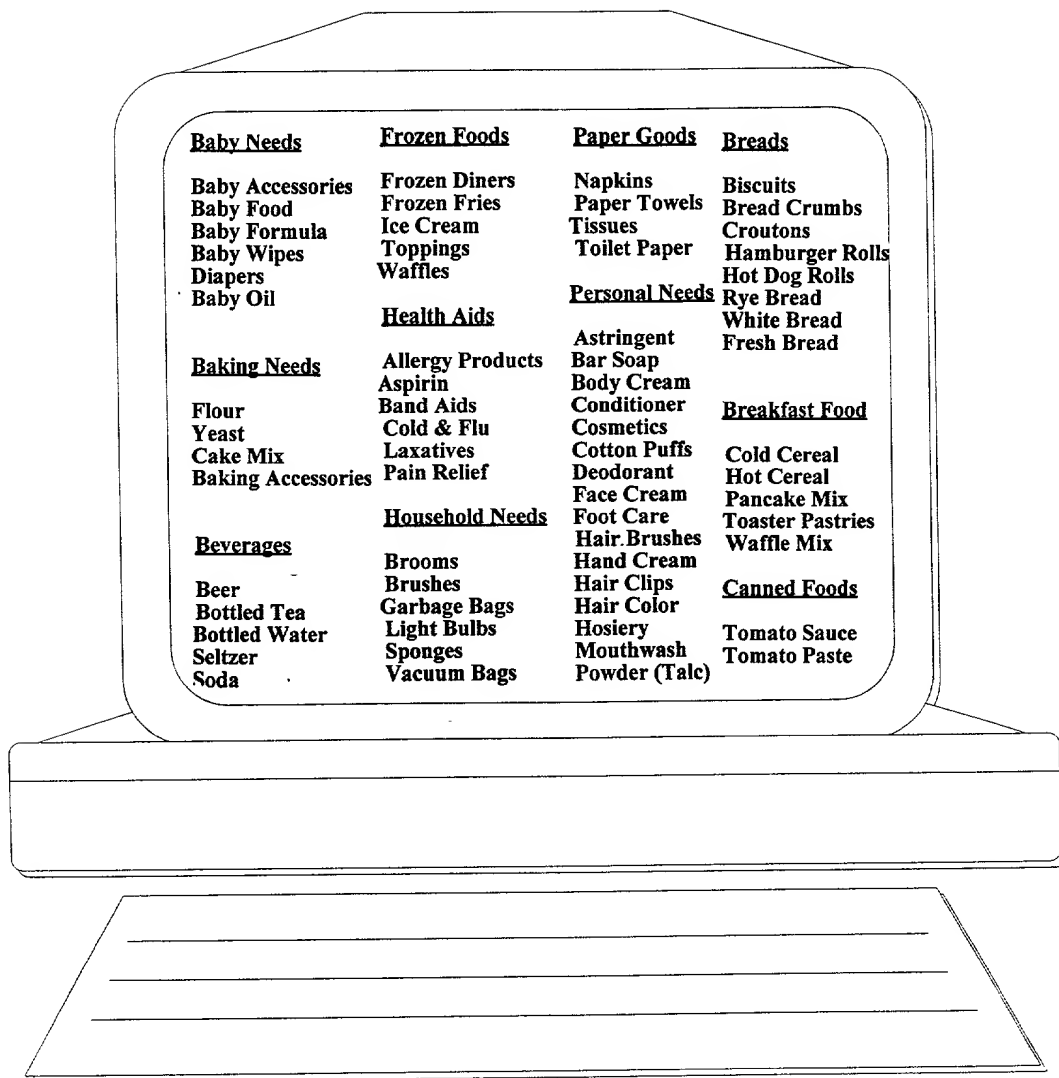 Baby Needs
Baby Accessories
Baby Food
Baby Formula
Baby Wipes
Diapers
Baby Oil
Baking Needs
Flour
Yeast
Cake Mix
Baking Accessories
Beverages
Beer
Bottled Tea
Bottled Water
Seltzer
Soda
Frozen Foods
Frozen Diners
Frozen Fries
Ice Cream
Toppings
Waffles
Health Aids
Allergy Products
Aspirin
Band Aids
Cold & Flu
Laxatives
Pain Relief
Household Needs
Brooms
Brushes
Garbage Bags
Light Bulbs
Sponges
Vacuum Bags
Paper Goods
Napkins
Paper Towels
Tissues
Toilet Paper
Personal Needs
Astringent
Bar Soap
Body Cream
Conditioner
Cosmetics
Cotton Puffs
Deodorant
Face Cream
Foot Care
Hair.Brushes
Hand Cream
Hair Clips
Hair Color
Hosiery
Mouthwash
Powder (Talc)
Breads
Biscuits
Bread Crumbs
Croutons
Hamburger Rolls
Hot Dog Rolls
Rye Bread
White Bread
Fresh Bread
Breakfast Food
Cold Cereal
Hot Cereal
Pancake Mix
Toaster Pastries
Waffle Mix
Canned Foods
Tomato Sauce
Tomato Paste